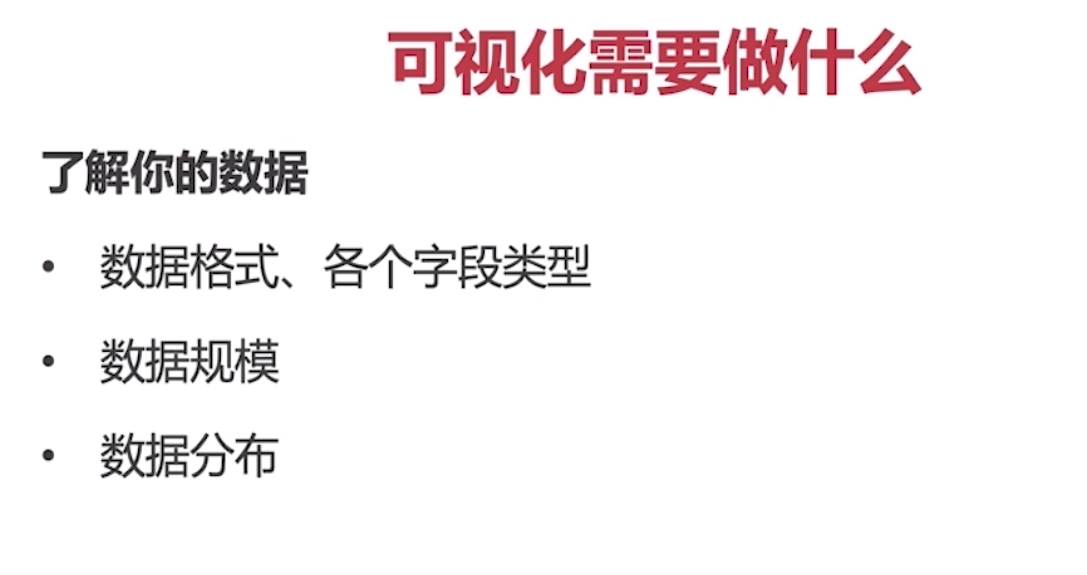 可视化需要做什么
了解你的数据
• 数据格式、各个字段类型
• 数据规模
• 数据分布